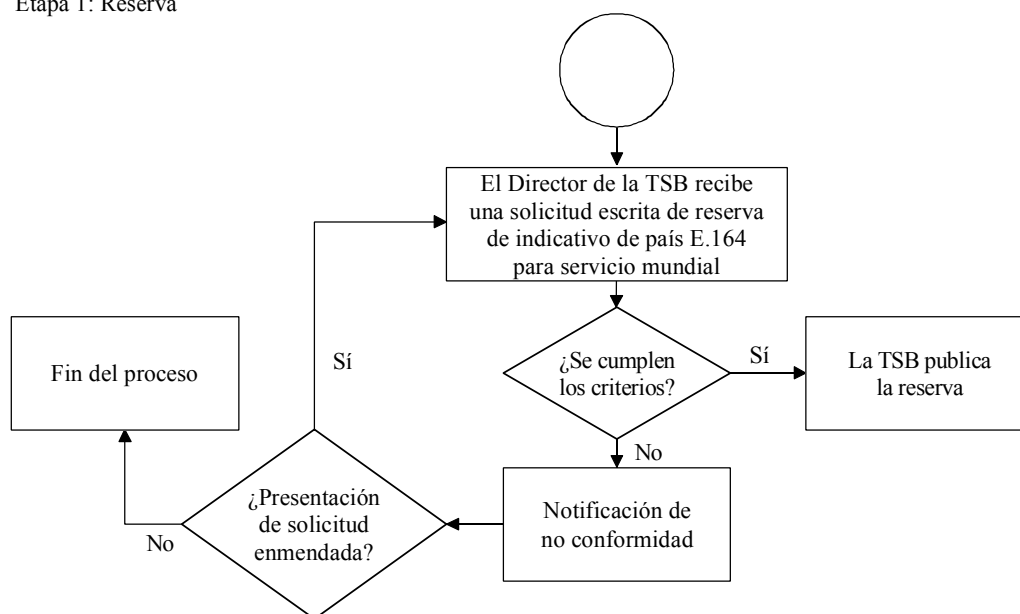 Etapa 1: Reserva
El Director de la TSB recibe
una solicitud escrita de reserva
de indicativo de país E.164
para servicio mundial
¿Se cumplen
los criterios?
Sí
La TSB publica
la reserva
No
Notificación de
no conformidad
¿Presentación
de solicitud
enmendada?
Sí
No
Fin del proceso